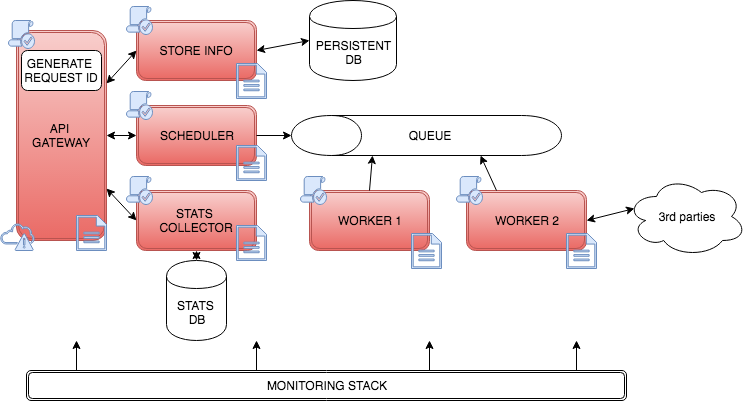 GENERATE
REQUEST ID
API
GATEWAY
STORE INFO
PERSISTENT
DB
SCHEDULER
QUEUE
STATS
COLLECTOR
WORKER 1
WORKER 2
3rd parties
STATS
DB
MONITORING STACK